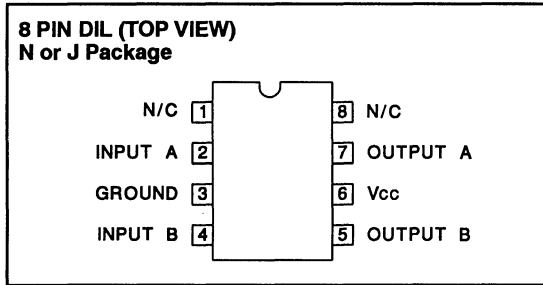 8 PIN DIL (TOP VIEW)
N or J Package
N/C 1 8 N/C
INPUT A 2 7 OUTPUT A
GROUND 3 6 Vcc
INPUT B 4 5 OUTPUT B